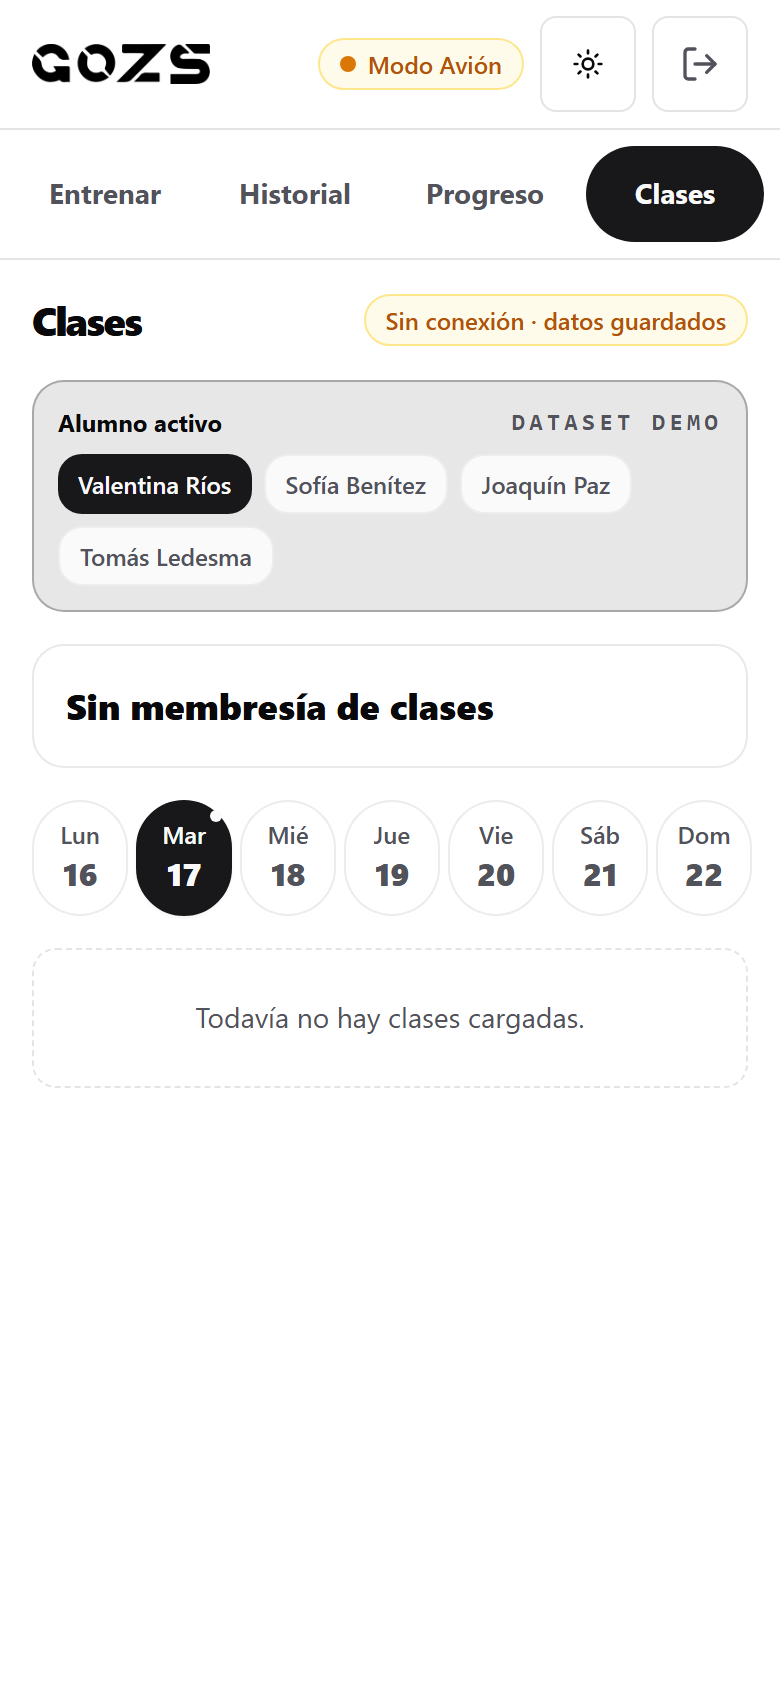 GOZS
Modo Avión
Entrenar Historial Progreso Clases
Clases
Sin conexión · datos guardados
Alumno activo
DATASET DEMO
Valentina Ríos Sofía Benítez Joaquín Paz
Tomás Ledesma
Sin membresía de clases
Lun Mar Mié Jue Vie Sáb Dom
16 17 18 19 20 21 22
Todavía no hay clases cargadas.